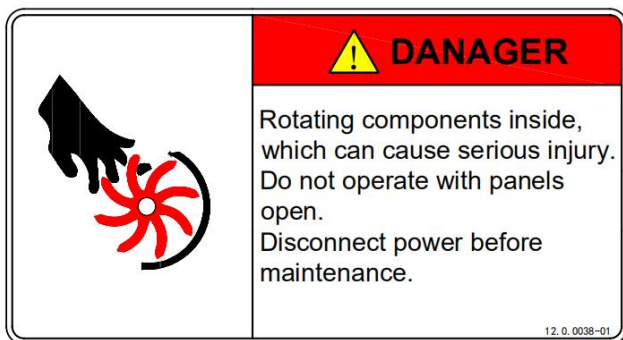 DANAGER
Rotating components inside,
which can cause serious injury.
Do not operate with panels
open.
Disconnect power before
maintenance.
12.0.0038-01